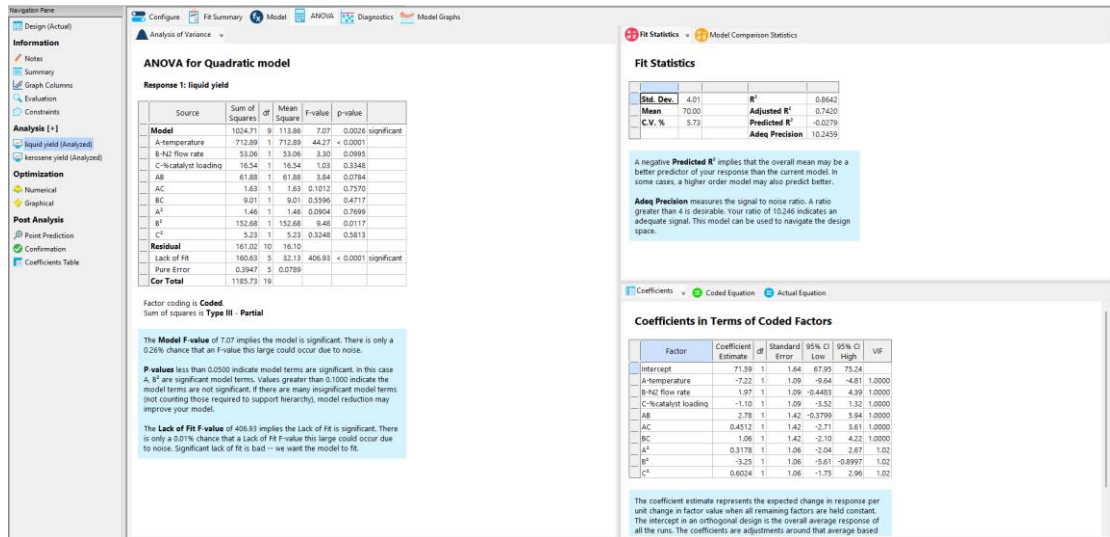 Navigation Pane
Design (Actual)
Information
Notes
Summary
Graph Columns
Evaluation
Constraints
Analysis [+]
liquid yield (Analyzed)
kerosene yield (Analyzed)
Optimization
Numerical
Graphical
Post Analysis
Point Prediction
Confirmation
Coefficients Table
Configure Fit Summary Model ANOVA Diagnostics Model Graphs
Analysis of Variance
ANOVA for Quadratic model
Response 1: liquid yield
Source Sum of Squares df Mean Square F-value p-value
Model 1024.71 9 113.86 7.07 0.0026 significant
A-temperature 712.89 1 712.89 44.27 < 0.0001
B-N2 flow rate 53.06 1 53.06 3.30 0.0995
C-%catalyst loading 16.54 1 16.54 1.03 0.3348
AB 61.88 1 61.88 3.84 0.0784
AC 1.63 1 1.63 0.1012 0.7570
BC 9.01 1 9.01 0.5596 0.4717
A² 1.46 1 1.46 0.0904 0.7699
B² 152.68 1 152.68 9.48 0.0117
C² 5.23 1 5.23 0.3248 0.5813
Residual 161.02 10 16.10
Lack of Fit 160.63 5 32.13 406.93 < 0.0001 significant
Pure Error 0.3947 5 0.0789
Cor Total 1185.73 19
Factor coding is Coded.
Sum of squares is Type III - Partial
The Model F-value of 7.07 implies the model is significant. There is only a
0.26% chance that an F-value this large could occur due to noise.
P-values less than 0.0500 indicate model terms are significant. In this case
A, B² are significant model terms. Values greater than 0.1000 indicate the
model terms are not significant. If there are many insignificant model terms
(not counting those required to support hierarchy), model reduction may
improve your model.
The Lack of Fit F-value of 406.93 implies the Lack of Fit is significant. There
is only a 0.01% chance that a Lack of Fit F-value this large could occur due
to noise. Significant lack of fit is bad -- we want the model to fit.
Fit Statistics Model Comparison Statistics
Fit Statistics
Std. Dev. 4.01 R² 0.8642
Mean 70.00 Adjusted R² 0.7420
C.V. % 5.73 Predicted R² -0.0279
Adeq Precision 10.2459
A negative Predicted R² implies that the overall mean may be a
better predictor of your response than the current model. In
some cases, a higher order model may also predict better.
Adeq Precision measures the signal to noise ratio. A ratio
greater than 4 is desirable. Your ratio of 10.246 indicates an
adequate signal. This model can be used to navigate the design
space.
Coefficients Coded Equation Actual Equation
Coefficients in Terms of Coded Factors
Factor Coefficient Estimate df Standard Error 95% CI Low 95% CI High VIF
Intercept 71.59 1 1.64 67.95 75.24
A-temperature -7.22 1 1.09 -9.64 -4.81 1.0000
B-N2 flow rate 1.97 1 1.09 -0.4483 4.39 1.0000
C-%catalyst loading -1.10 1 1.09 -3.52 1.32 1.0000
AB 2.78 1 1.42 -0.3799 5.94 1.0000
AC 0.4512 1 1.42 -2.71 3.61 1.0000
BC 1.06 1 1.42 -2.10 4.22 1.0000
A² 0.3178 1 1.06 -2.04 2.67 1.02
B² -3.25 1 1.06 -5.61 -0.8997 1.02
C² 0.6024 1 1.06 -1.75 2.96 1.02
The coefficient estimate represents the expected change in response per
unit change in factor value when all remaining factors are held constant.
The intercept in an orthogonal design is the overall average response of
all the runs. The coefficients are adjustments around that average based